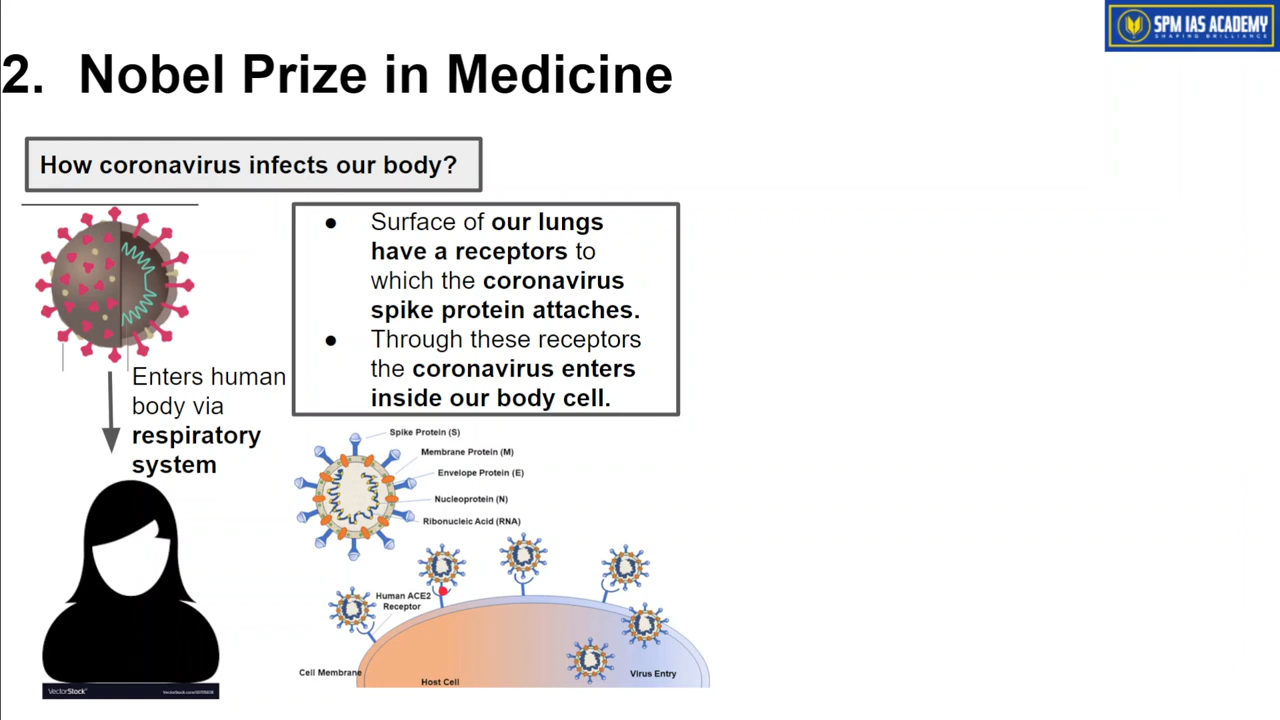 SPM IAS ACADEMY
SHAPING BRILLIANCE
2. Nobel Prize in Medicine
How coronavirus infects our body?
● Surface of our lungs
have a receptors to
which the coronavirus
spike protein attaches.
● Through these receptors
the coronavirus enters
inside our body cell.
Enters human
body via
respiratory
system
Spike Protein (S)
Membrane Protein (M)
Envelope Protein (E)
Nucleoprotein (N)
Ribonucleic Acid (RNA)
Human ACE2
Receptor
Cell Membrane
Host Cell
Virus Entry
VectorStock®